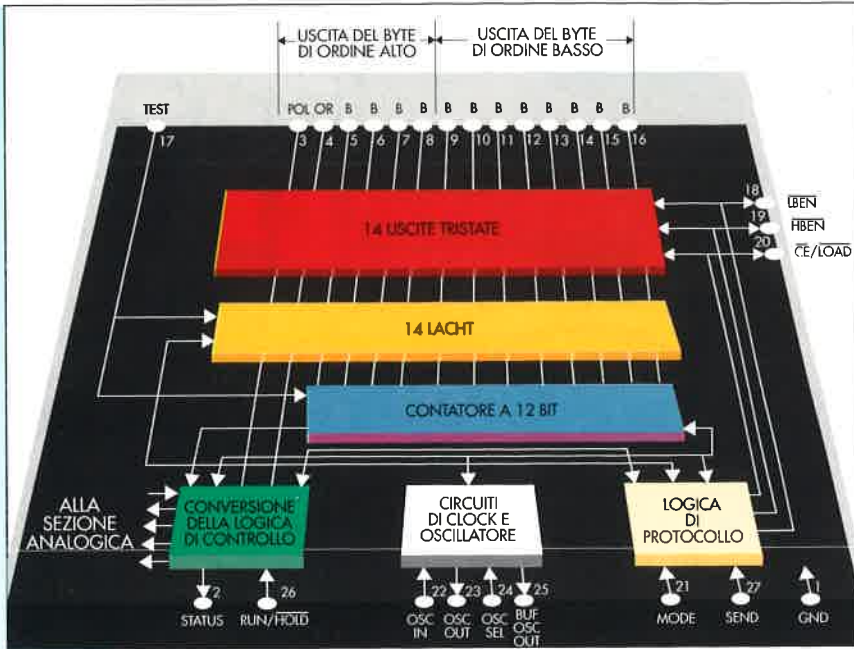 USCITA DEL BYTE
DI ORDINE ALTO
USCITA DEL BYTE
DI ORDINE BASSO
TEST
POL OR B B B B B B B B B B B B
17
3 4 5 6 7 8 9 10 11 12 13 14 15 16
14 USCITE TRISTATE
18
LBEN
19
HBEN
20
CE/LOAD
14 LACHT
CONTATORE A 12 BIT
ALLA
SEZIONE
ANALOGICA
CONVERSIONE
DELLA LOGICA
DI CONTROLLO
CIRCUITI
DI CLOCK E
OSCILLATORE
LOGICA
DI
PROTOCOLLO
2 26 22 23 24 25 21 27 1
STATUS
RUN/HOLD
OSC
IN
OSC
OUT
OSC
SEL
BUF
OSC
OUT
MODE
SEND
GND